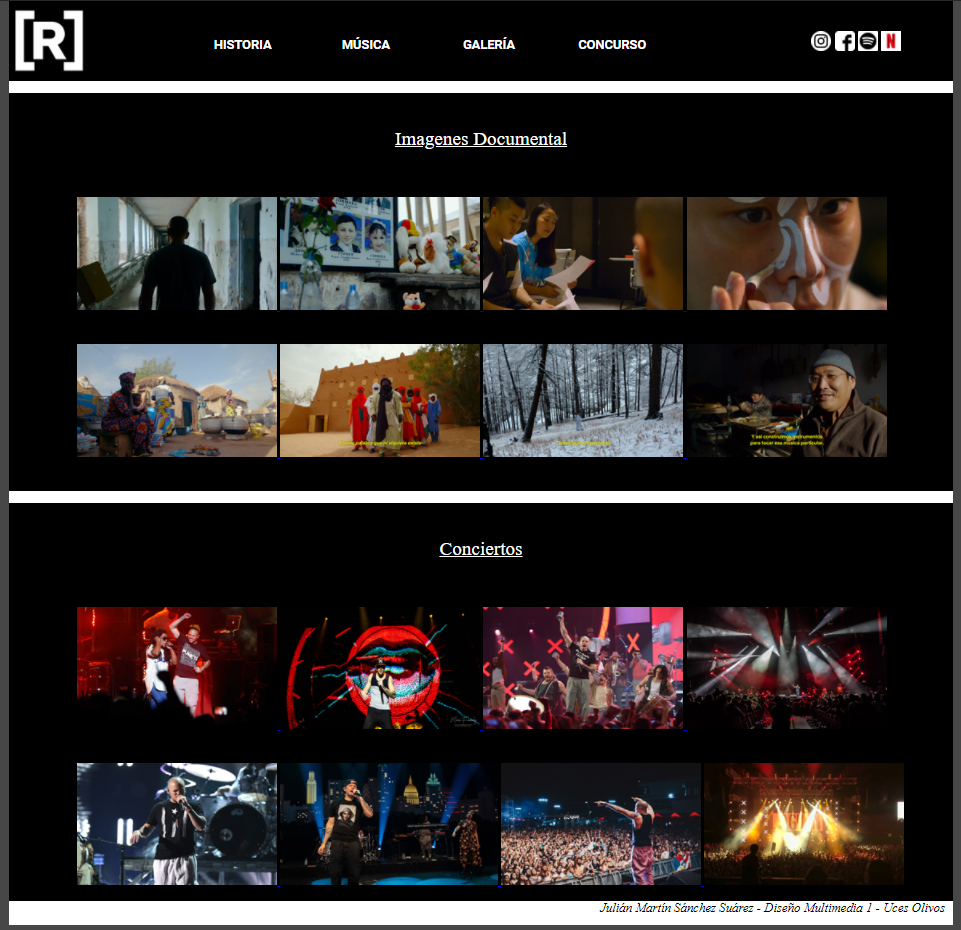 [R]
HISTORIA
MÚSICA
GALERÍA
CONCURSO
Imagenes Documental
Y así construimos instrumentos
para tocar esa música particular.
Conciertos
Julián Martín Sánchez Suárez - Diseño Multimedia 1 - Uces Olivos